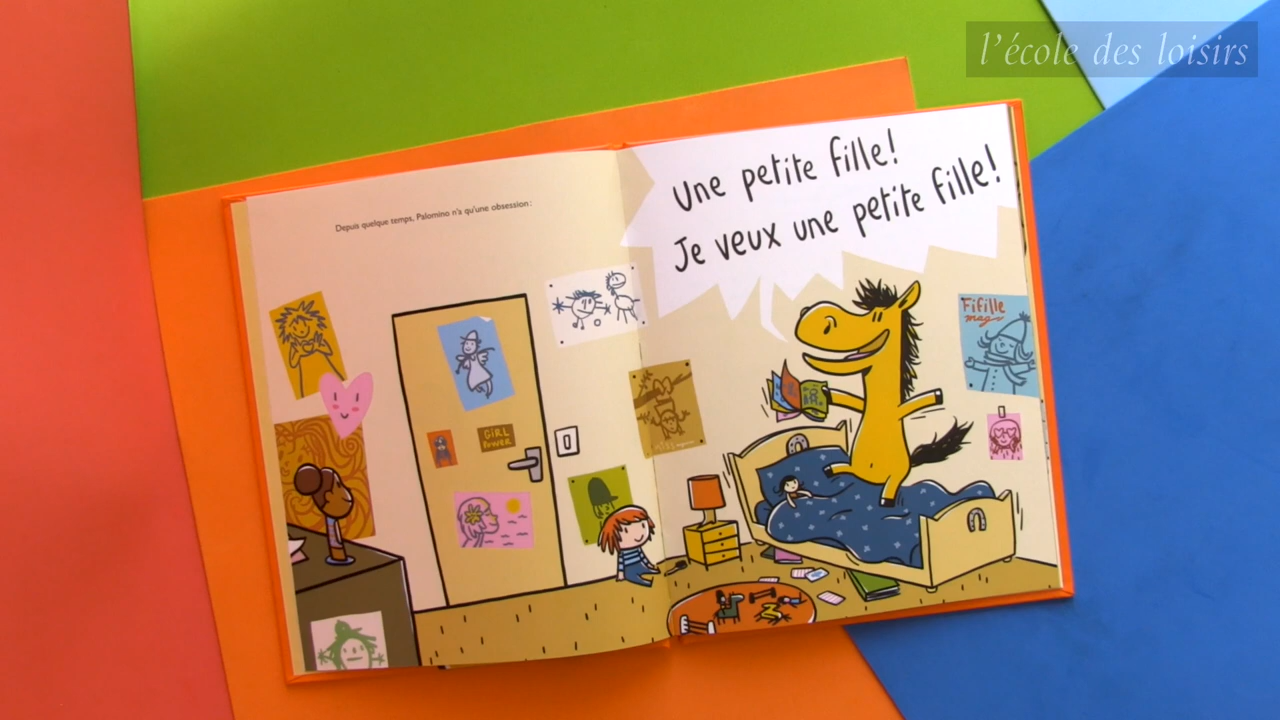 l'école des loisirs
Depuis quelque temps, Palomino n'a qu'une obsession :
Une petite fille!
Je veux une petite fille!
Fifille
mag
GIRL
POWER